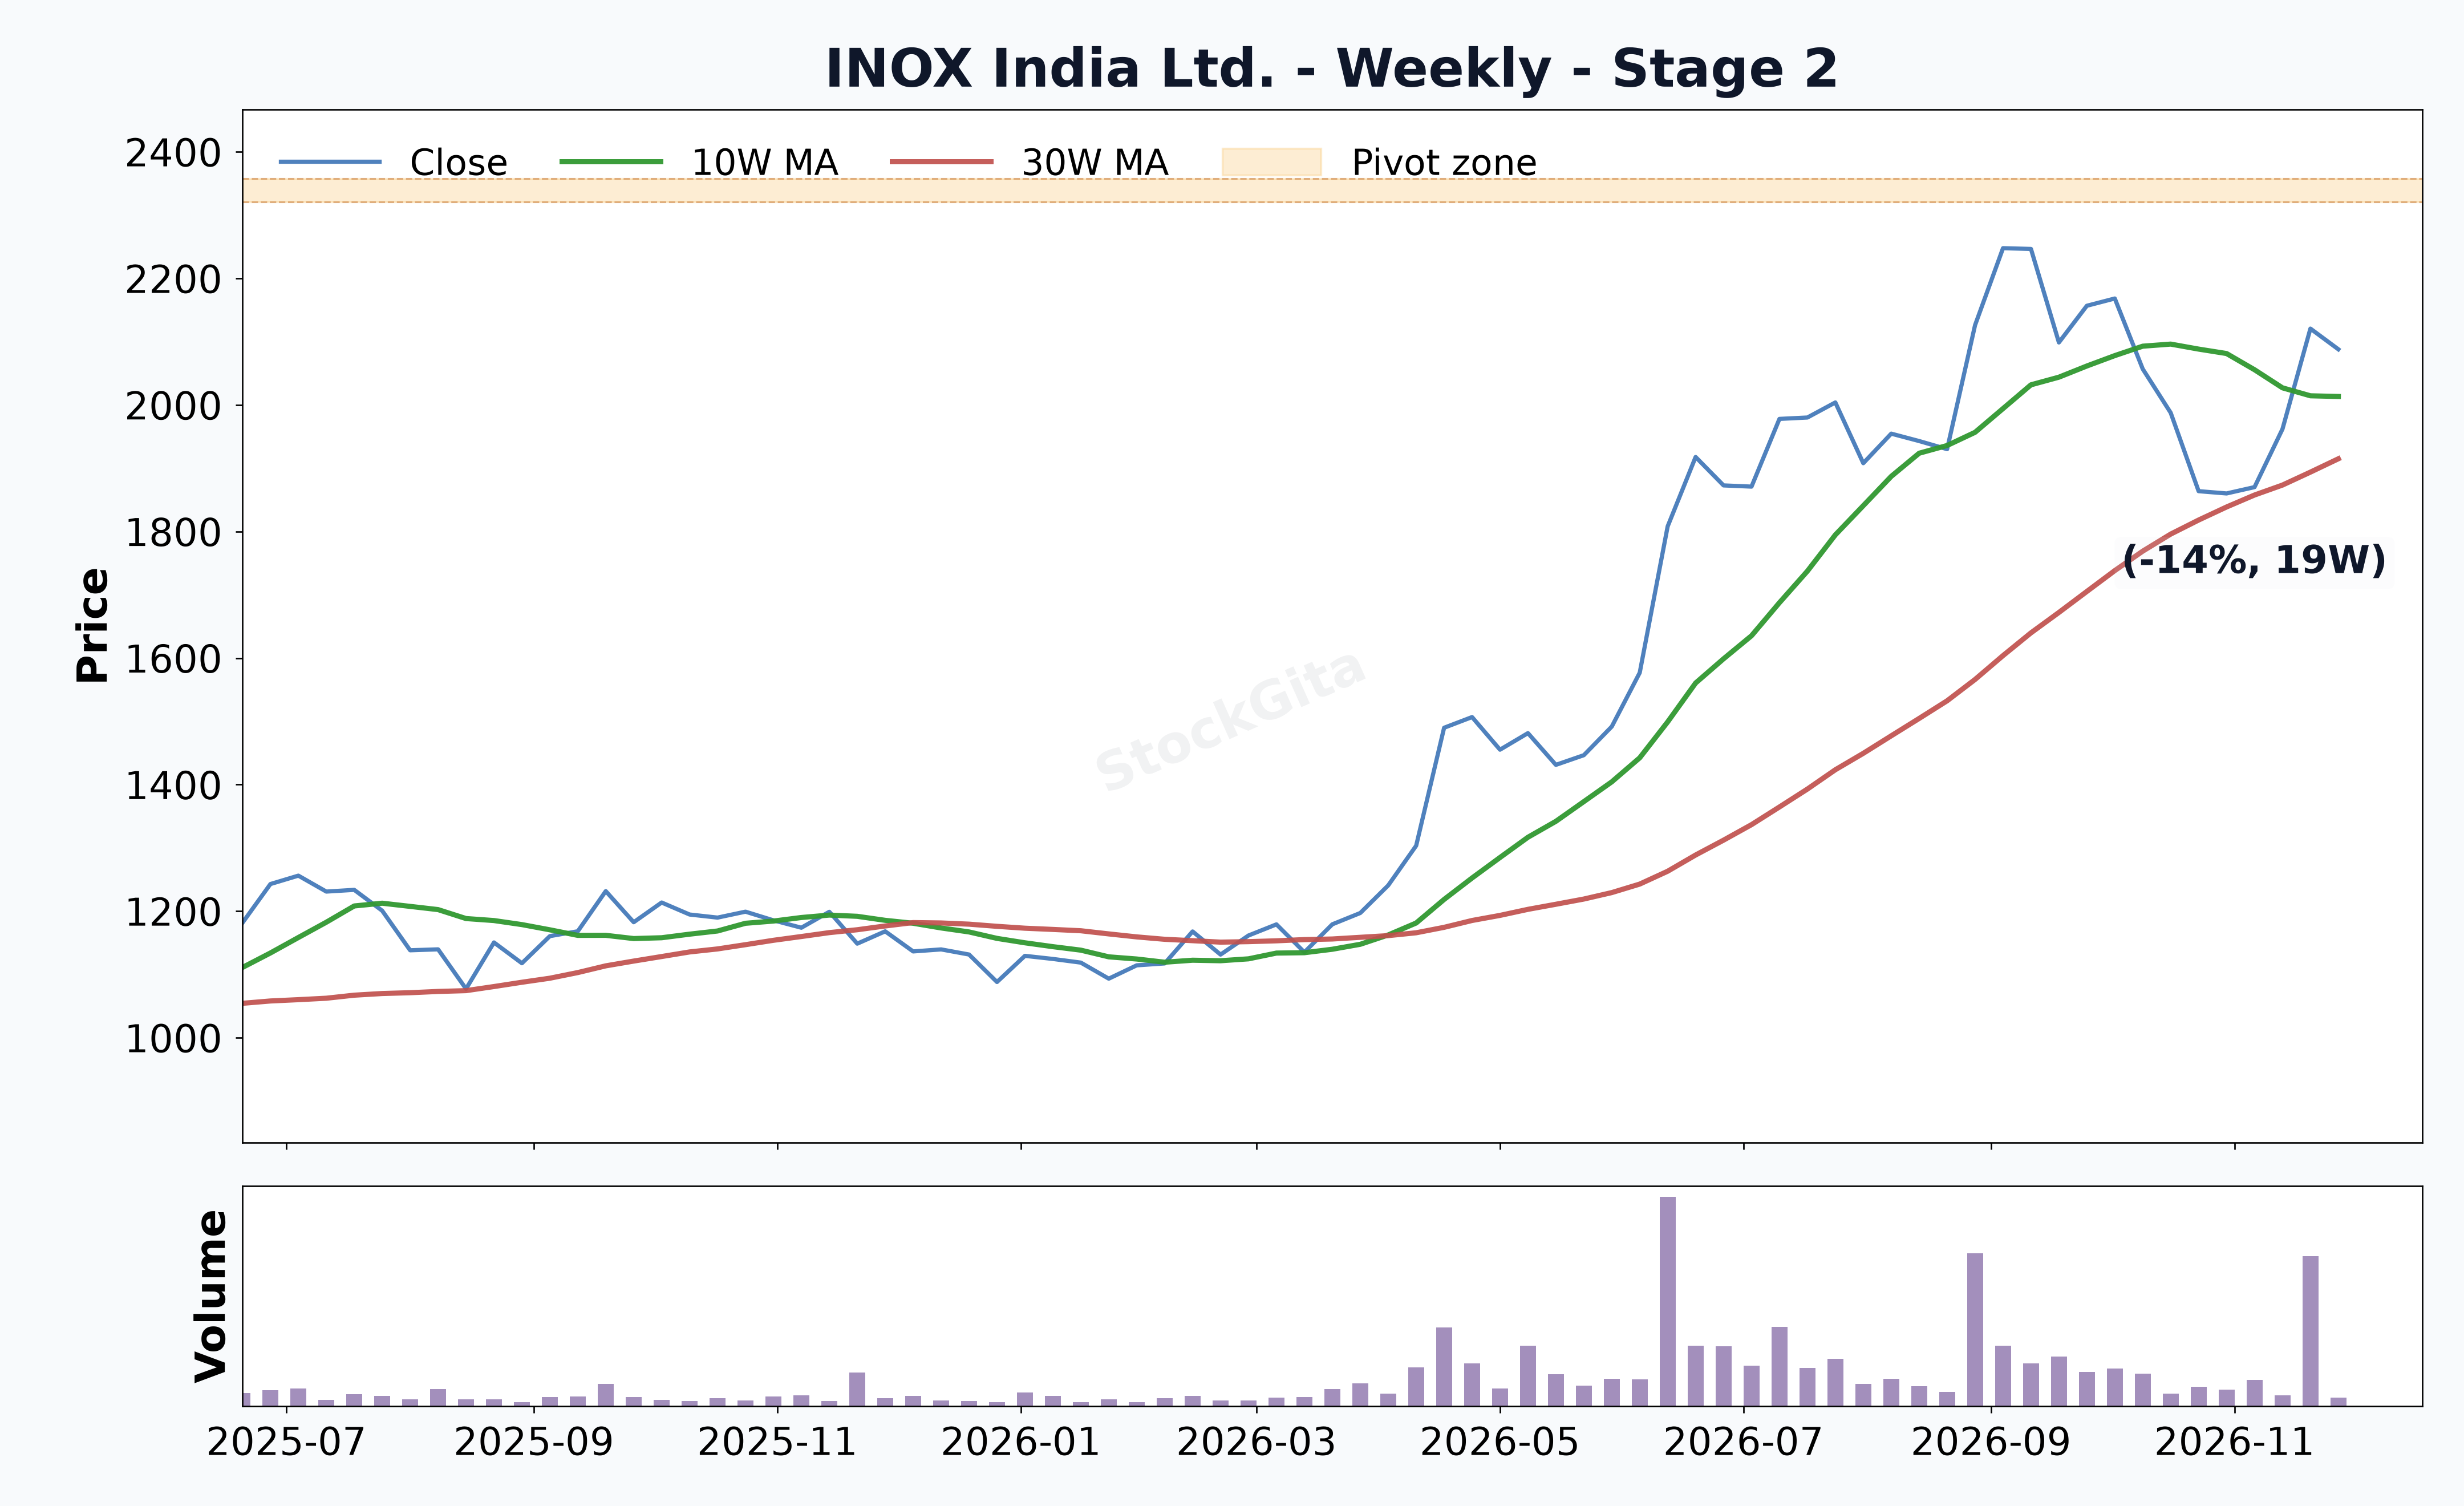 INOX India Ltd. - Weekly - Stage 2
Close 10W MA 30W MA Pivot zone
2400
2200
2000
1800
1600
1400
1200
1000
Price
(-14%, 19W)
StockGita
Volume
2025-07 2025-09 2025-11 2026-01 2026-03 2026-05 2026-07 2026-09 2026-11